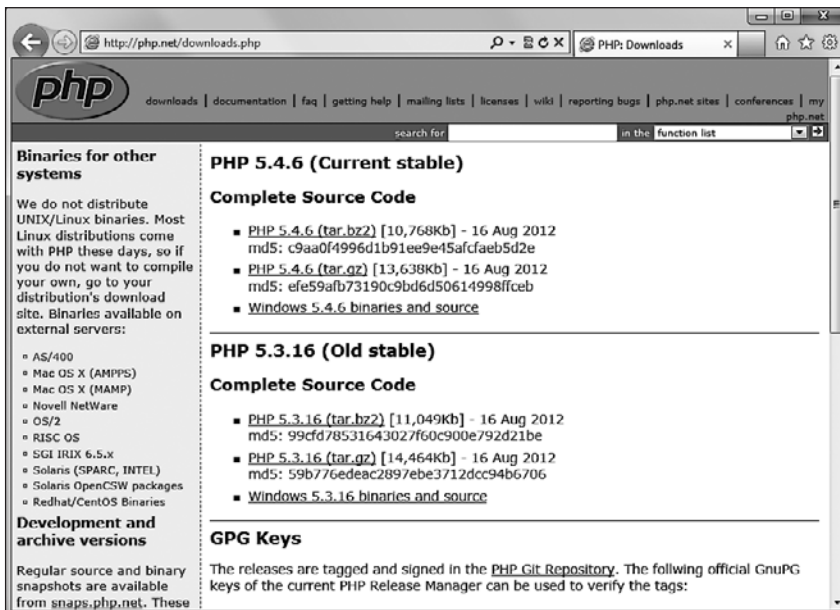 http://php.net/downloads.php
PHP: Downloads
php
downloads | documentation | faq | getting help | mailing lists | licenses | wiki | reporting bugs | php.net sites | conferences | my
php.net
search for in the function list
Binaries for other
systems
We do not distribute
UNIX/Linux binaries. Most
Linux distributions come
with PHP these days, so if
you do not want to compile
your own, go to your
distribution's download
site. Binaries available on
external servers:
AS/400
Mac OS X (AMPPS)
Mac OS X (MAMP)
Novell NetWare
OS/2
RISC OS
SGI IRIX 6.5.x
Solaris (SPARC, INTEL)
Solaris OpenCSW packages
Redhat/CentOS Binaries
Development and
archive versions
Regular source and binary
snapshots are available
from snaps.php.net. These
PHP 5.4.6 (Current stable)
Complete Source Code
PHP 5.4.6 (tar.bz2) [10,768Kb] - 16 Aug 2012
md5: c9aa0f4996d1b91ee9e45afcfaeb5d2e
PHP 5.4.6 (tar.gz) [13,638Kb] - 16 Aug 2012
md5: efe59afb73190c9bd6d50614998ffceb
Windows 5.4.6 binaries and source
PHP 5.3.16 (Old stable)
Complete Source Code
PHP 5.3.16 (tar.bz2) [11,049Kb] - 16 Aug 2012
md5: 99cfd78531643027f60c900e792d21be
PHP 5.3.16 (tar.gz) [14,464Kb] - 16 Aug 2012
md5: 59b776edeac2897ebe3712dcc94b6706
Windows 5.3.16 binaries and source
GPG Keys
The releases are tagged and signed in the PHP Git Repository. The follwing official GnuPG
keys of the current PHP Release Manager can be used to verify the tags: